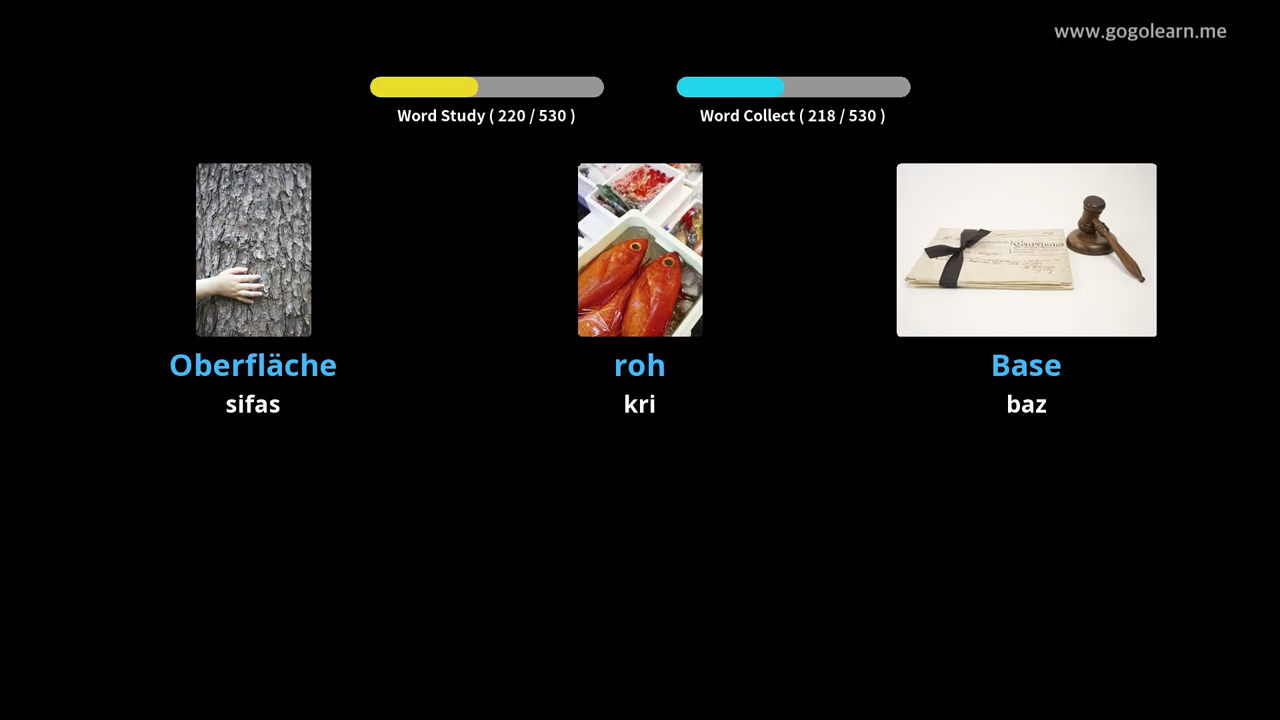 www.gogolearn.me
Word Study ( 220 / 530 )
Word Collect ( 218 / 530 )
Oberfläche
sifas
roh
kri
Base
baz